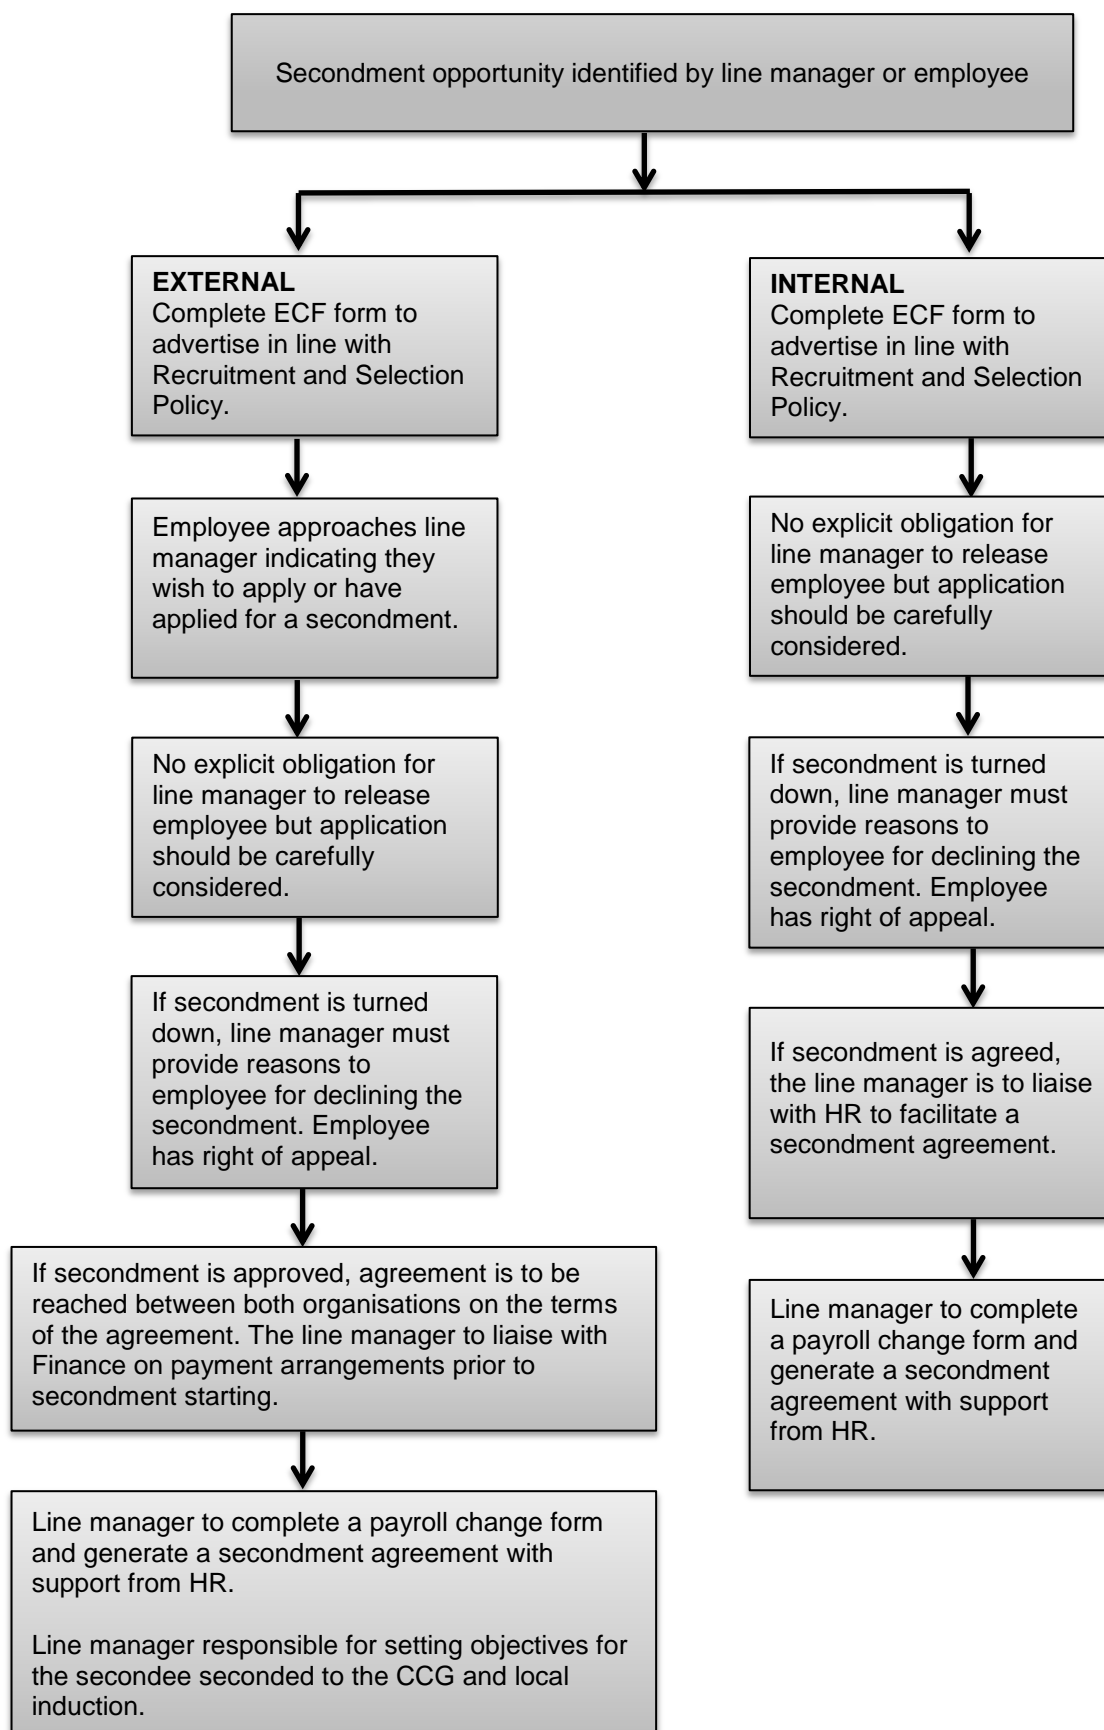 Secondment opportunity identified by line manager or employee
EXTERNAL
Complete ECF form to
advertise in line with
Recruitment and Selection
Policy.
Employee approaches line
manager indicating they
wish to apply or have
applied for a secondment.
No explicit obligation for
line manager to release
employee but application
should be carefully
considered.
If secondment is turned
down, line manager must
provide reasons to
employee for declining the
secondment. Employee
has right of appeal.
If secondment is approved, agreement is to be
reached between both organisations on the terms
of the agreement. The line manager to liaise with
Finance on payment arrangements prior to
secondment starting.
Line manager to complete a payroll change form
and generate a secondment agreement with
support from HR.
Line manager responsible for setting objectives for
the secondee seconded to the CCG and local
induction.
INTERNAL
Complete ECF form to
advertise in line with
Recruitment and Selection
Policy.
No explicit obligation for
line manager to release
employee but application
should be carefully
considered.
If secondment is turned
down, line manager must
provide reasons to
employee for declining the
secondment. Employee
has right of appeal.
If secondment is agreed,
the line manager is to liaise
with HR to facilitate a
secondment agreement.
Line manager to complete
a payroll change form and
generate a secondment
agreement with support
from HR.